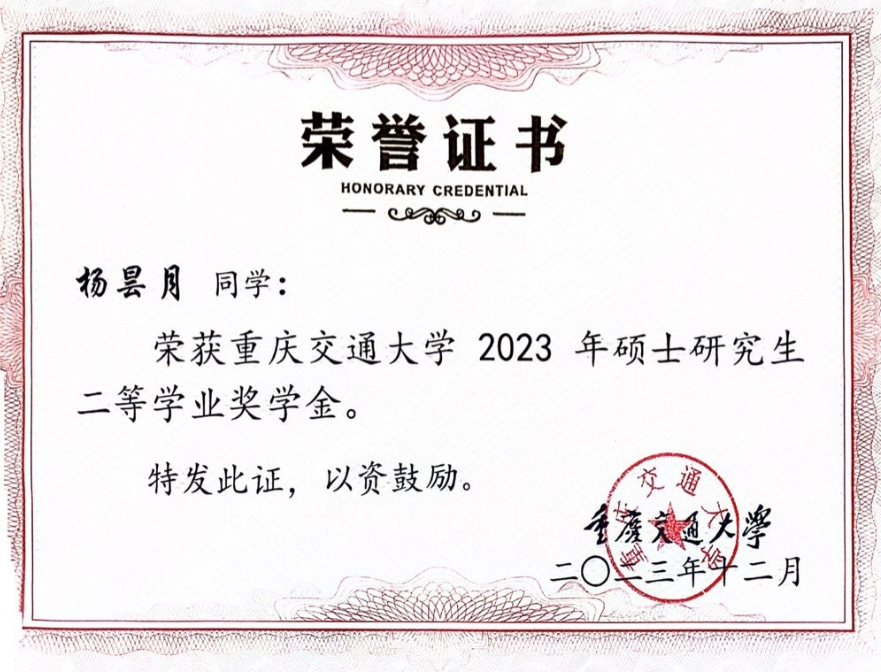 荣誉证书
HONORARY CREDENTIAL
杨昙月 同学：
荣获重庆交通大学 2023 年硕士研究生
二等学业奖学金。
特发此证，以资鼓励。
重庆交通大学
重慶交通大學
二〇二三年十二月